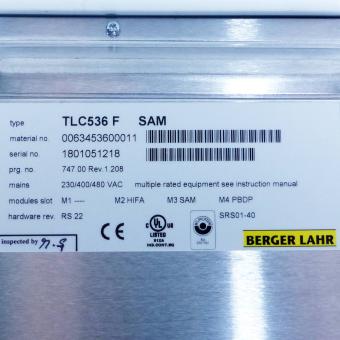 type TLC536 F SAM
material no. 0063453600011
serial no. 1801051218
prg. no. 747.00 Rev.1.208
mains 230/400/480 VAC multiple rated equipment see instruction manual
modules slot M1 ---- M2 HIFA M3 SAM M4 PBDP
hardware rev. RS 22 SRS01-40
CE UL LISTED
inspected by
BERGER LAHR